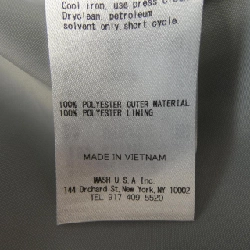 Cool iron, use press
Dryclean, petroleum
solvent only short cycle.
100% POLYESTER OUTER MATERIAL
100% POLYESTER LINING
MADE IN VIETNAM
WASH U S A Inc.
144 Orchard St, New York, NY 10002
TEL 917 409 5520